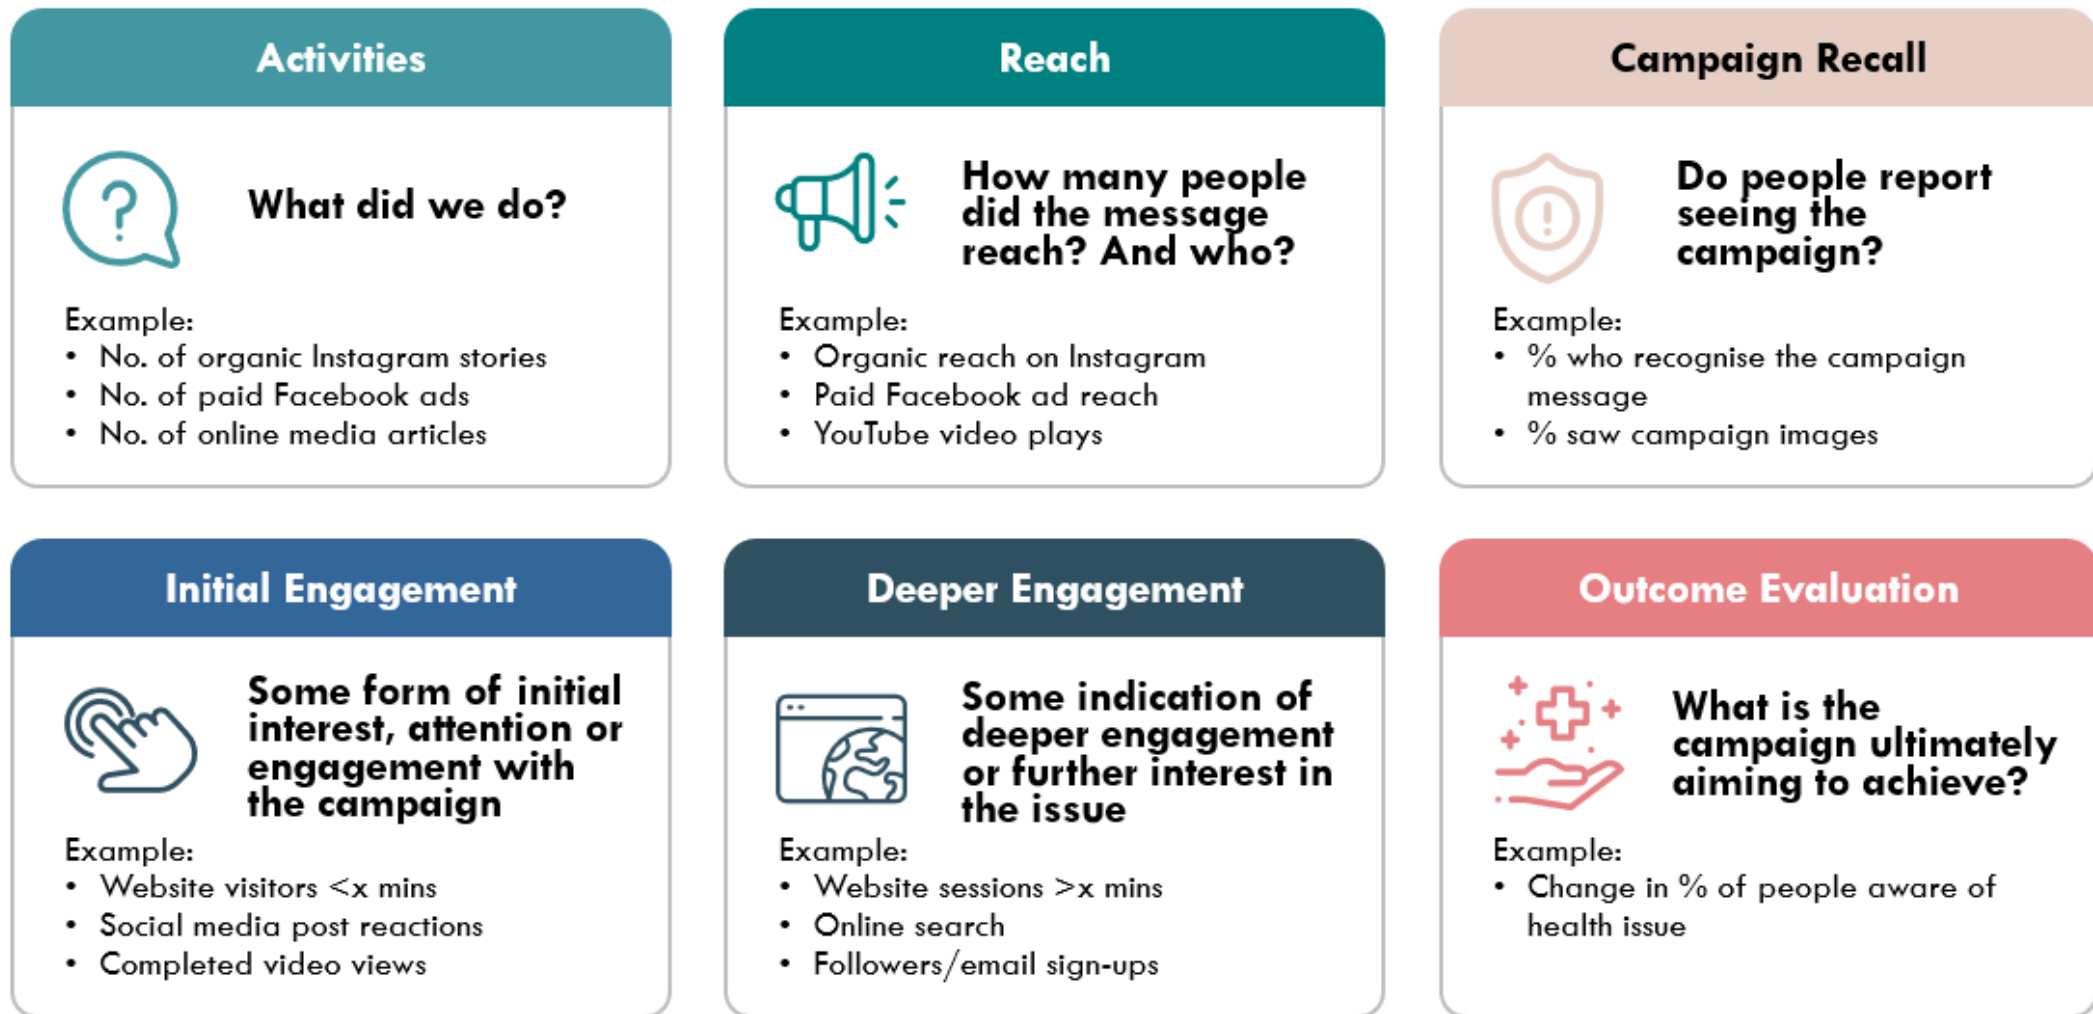 Activities
What did we do?
Example:
• No. of organic Instagram stories
• No. of paid Facebook ads
• No. of online media articles
Reach
How many people
did the message
reach? And who?
Example:
• Organic reach on Instagram
• Paid Facebook ad reach
• YouTube video plays
Campaign Recall
Do people report
seeing the
campaign?
Example:
• % who recognise the campaign
message
• % saw campaign images
Initial Engagement
Some form of initial
interest, attention or
engagement with
the campaign
Example:
• Website visitors <x mins
• Social media post reactions
• Completed video views
Deeper Engagement
Some indication of
deeper engagement
or further interest in
the issue
Example:
• Website sessions >x mins
• Online search
• Followers/email sign-ups
Outcome Evaluation
What is the
campaign ultimately
aiming to achieve?
Example:
• Change in % of people aware of
health issue